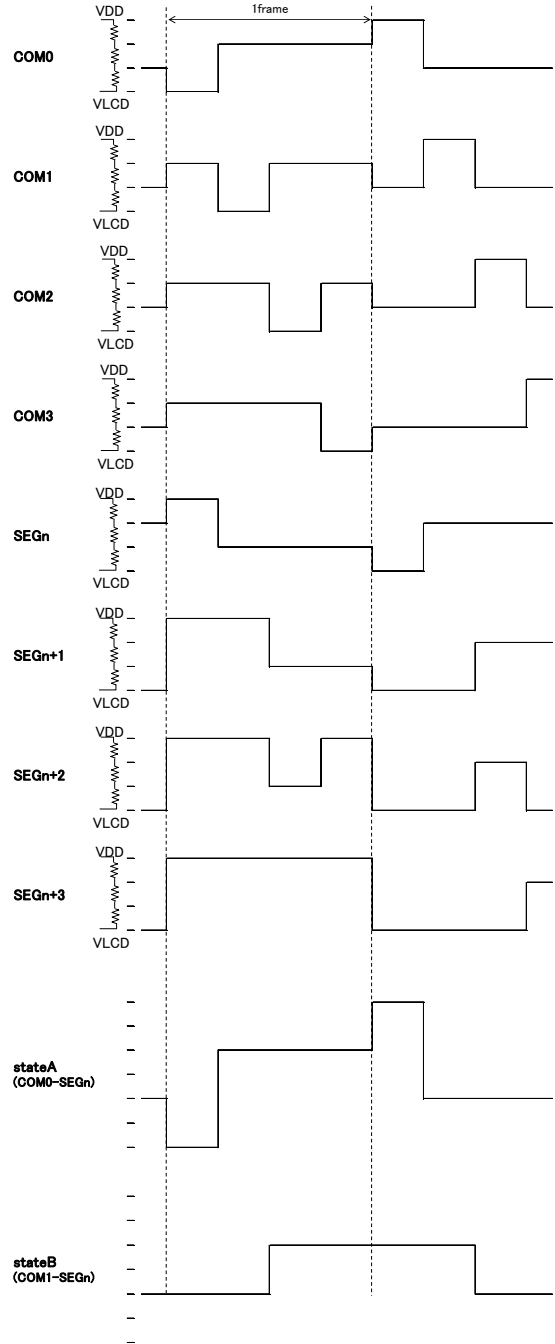 1frame
VDD
COM0
VLCD
VDD
COM1
VLCD
VDD
COM2
VLCD
VDD
COM3
VLCD
VDD
SEGn
VLCD
VDD
SEGn+1
VLCD
VDD
SEGn+2
VLCD
VDD
SEGn+3
VLCD
stateA
(COM0-SEGn)
stateB
(COM1-SEGn)